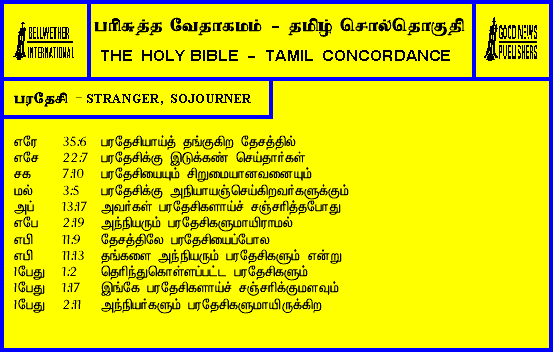 BELLWETHER
INTERNATIONAL
பரிசுத்த வேதாகமம் - தமிழ் சொல்தொகுதி
THE HOLY BIBLE - TAMIL CONCORDANCE
GOOD NEWS
PUBLISHERS
பரதேசி - STRANGER, SOJOURNER
எரே 35:6 பரதேசியாய்த் தங்குகிற தேசத்தில்
எசே 22:7 பரதேசிக்கு இடுக்கண் செய்தார்கள்
சக 7:10 பரதேசியையும் சிறுமையானவனையும்
மல் 3:5 பரதேசிக்கு அநியாயஞ்செய்கிறவர்களுக்கும்
அப் 13:17 அவர்கள் பரதேசிகளாய்ச் சஞ்சரித்தபோது
எபே 2:19 அந்நியரும் பரதேசிகளுமாயிராமல்
எபி 11:9 தேசத்திலே பரதேசியைப்போல
எபி 11:13 தங்களை அந்நியரும் பரதேசிகளும் என்று
1பேது 1:2 தெரிந்துகொள்ளப்பட்ட பரதேசிகளும்
1பேது 1:17 இங்கே பரதேசிகளாய்ச் சஞ்சரிக்குமளவும்
1பேது 2:11 அந்நியர்களும் பரதேசிகளுமாயிருக்கிற